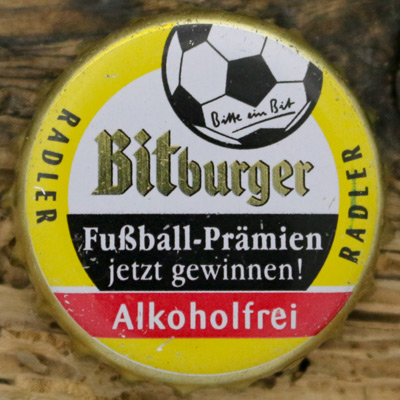 Bitte ein Bit
RADLER
Bitburger
RADLER
Fußball-Prämien
jetzt gewinnen!
Alkoholfrei